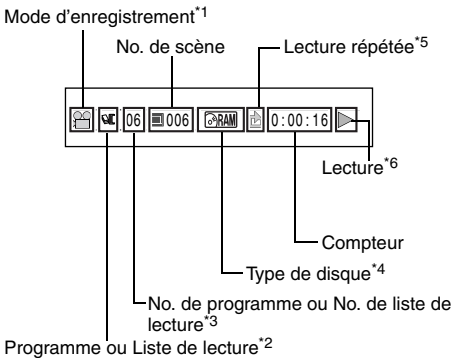 Mode d'enregistrement*1
No. de scène
Lecture répétée*5
06 006 RAM 0:00:16
Lecture*6
Compteur
Type de disque*4
No. de programme ou No. de liste de
lecture*3
Programme ou Liste de lecture*2